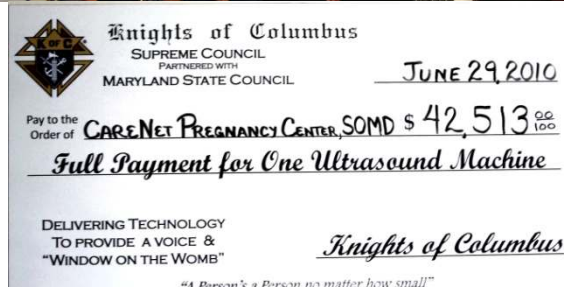 K of C
Knights of Columbus
SUPREME COUNCIL
PARTNERED WITH
MARYLAND STATE COUNCIL
JUNE 29, 2010
Pay to the
Order of CARENET PREGNANCY CENTER, SOMD $ 42,513 00/100
Full Payment for One Ultrasound Machine
DELIVERING TECHNOLOGY
TO PROVIDE A VOICE &
"WINDOW ON THE WOMB"
Knights of Columbus
"A Person's a Person no matter how small"